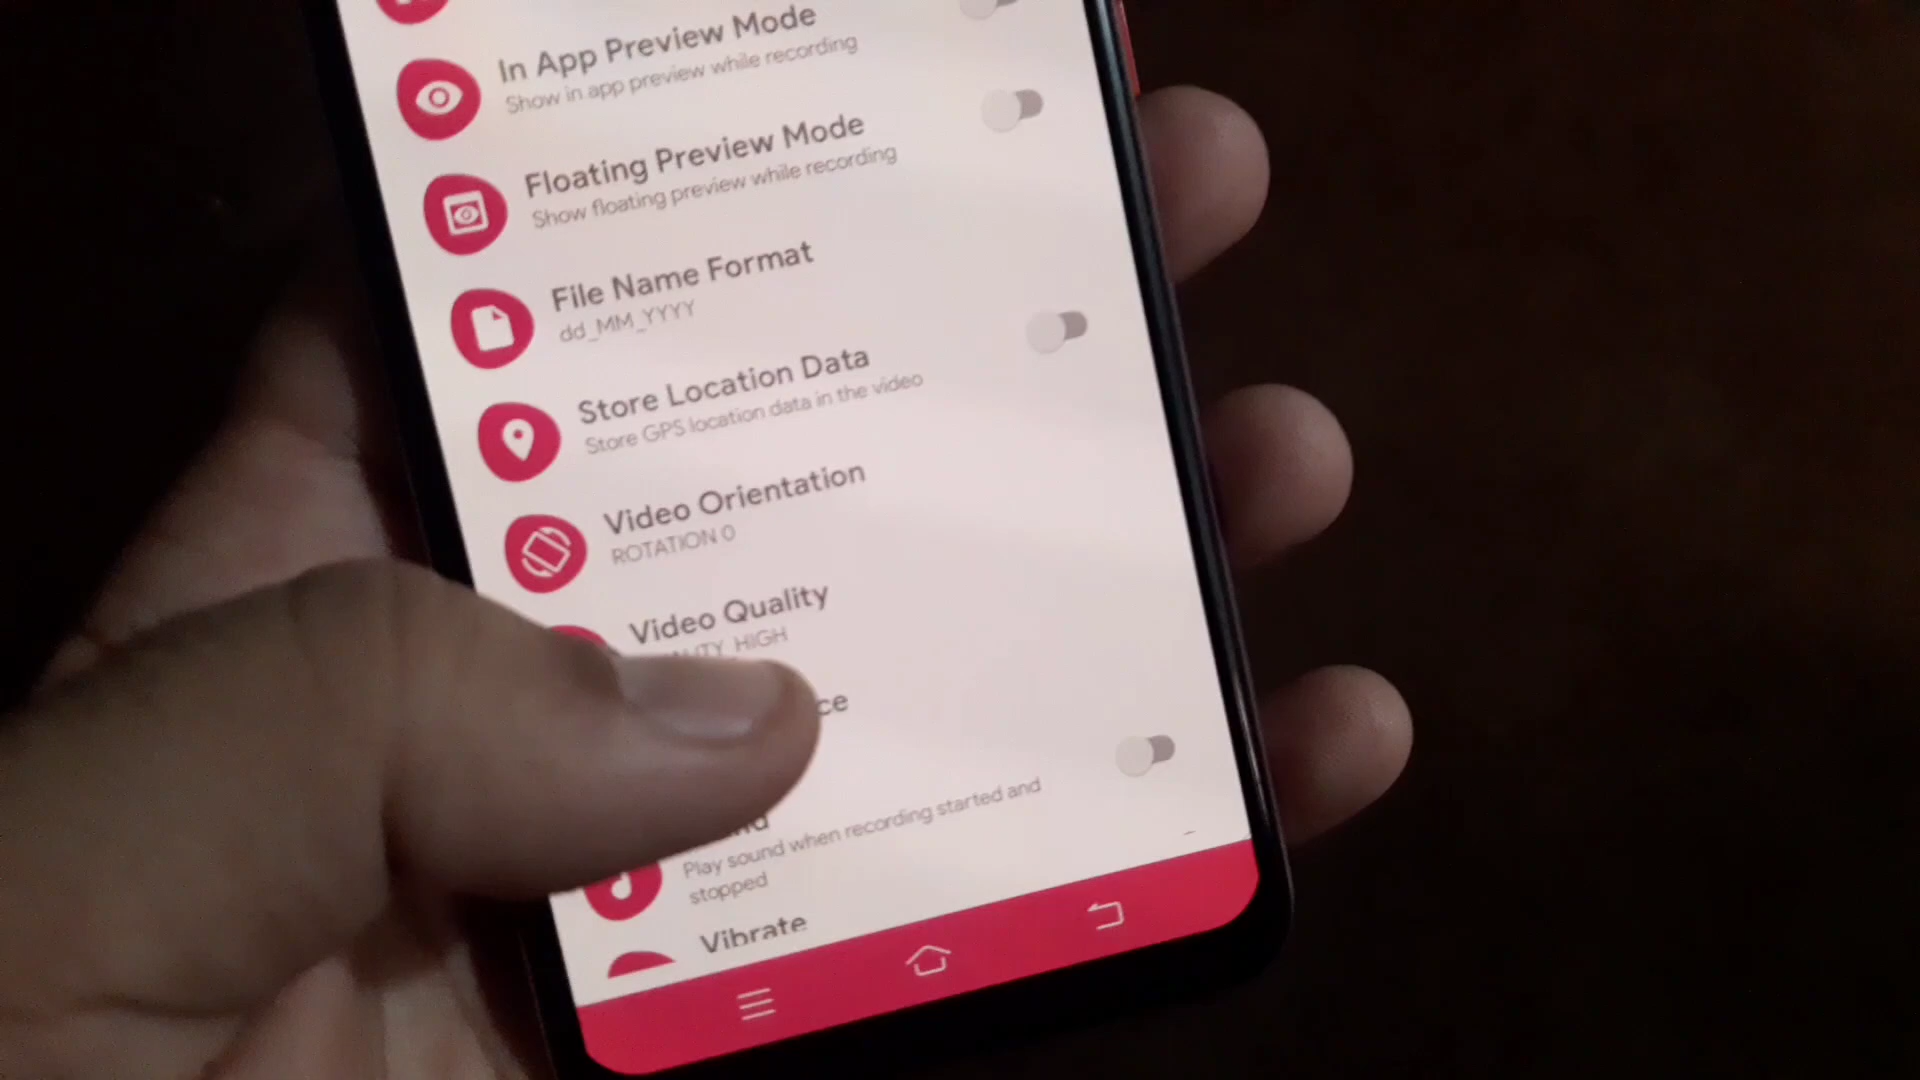 In App Preview Mode
Show in app preview while recording
Floating Preview Mode
Show floating preview while recording
File Name Format
dd_MM_YYYY
Store Location Data
Store GPS location data in the video
Video Orientation
ROTATION 0
Video Quality
HIGH
Play sound when recording started and
stopped
Vibrate